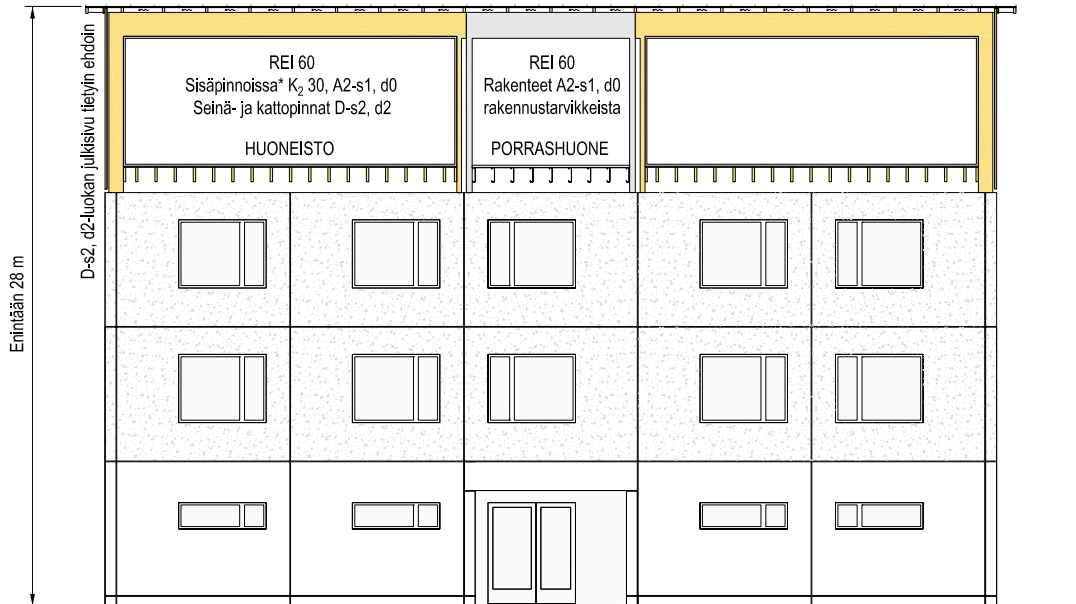 REI 60
Sisäpinnoissa* K₂ 30, A2-s1, d0
Seinä- ja kattopinnat D-s2, d2
HUONEISTO
REI 60
Rakenteet A2-s1, d0
rakennustarvikkeista
PORRASHUONE
D-s2, d2-luokan julkisivu tietyin ehdoin
Enintään 28 m